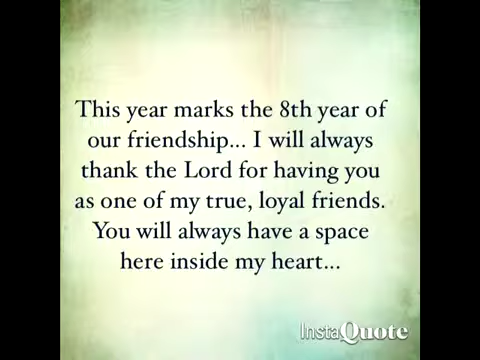 This year marks the 8th year of
our friendship... I will always
thank the Lord for having you
as one of my true, loyal friends.
You will always have a space
here inside my heart...
InstaQuote